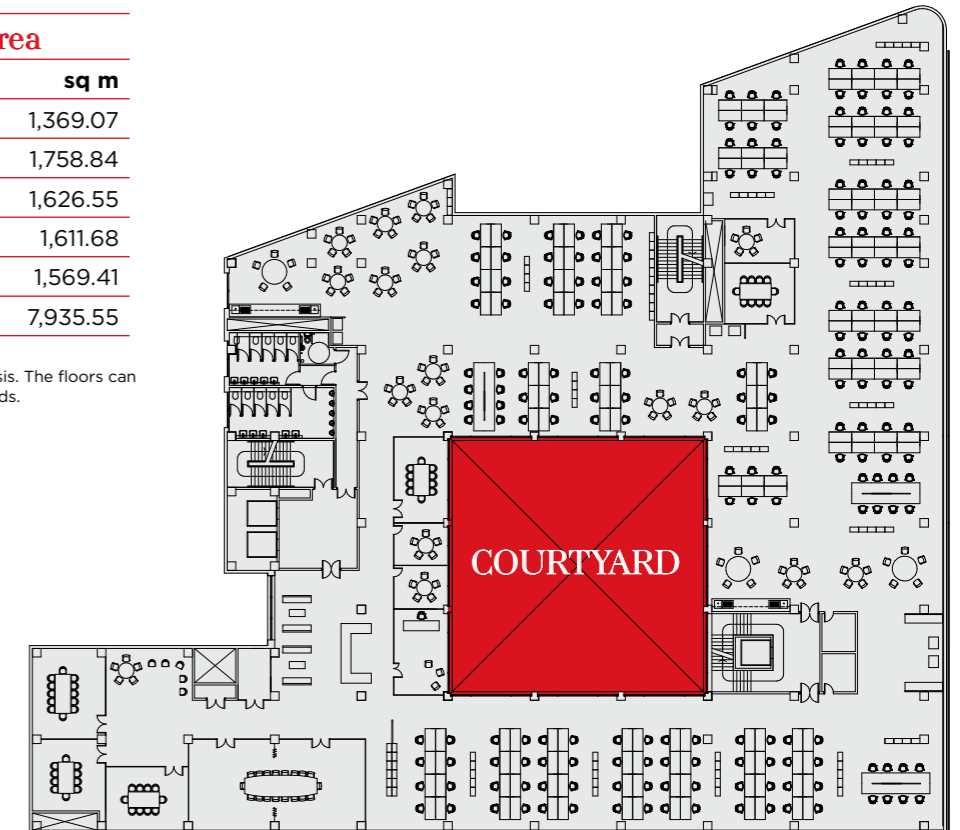 rea
sq m
1,369.07
1,758.84
1,626.55
1,611.68
1,569.41
7,935.55
sis. The floors can
ds.
COURTYARD